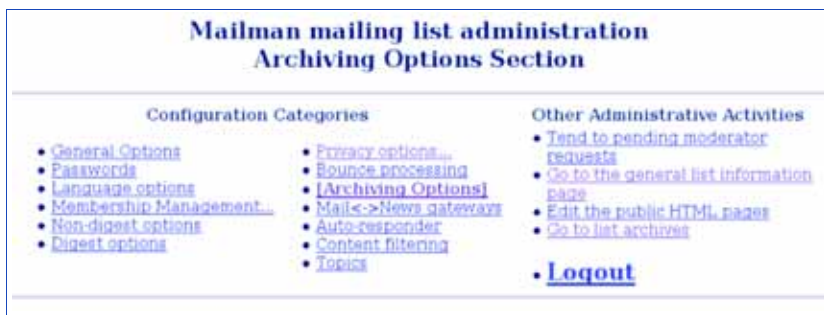 Mailman mailing list administration
Archiving Options Section
Configuration Categories
General Options
Passwords
Language options
Membership Management...
Non-digest options
Digest options
Privacy options...
Bounce processing
[Archiving Options]
Mail<->News gateways
Auto-responder
Content filtering
Topics
Other Administrative Activities
Tend to pending moderator
requests
Go to the general list information
page
Edit the public HTML pages
Go to list archives
Logout